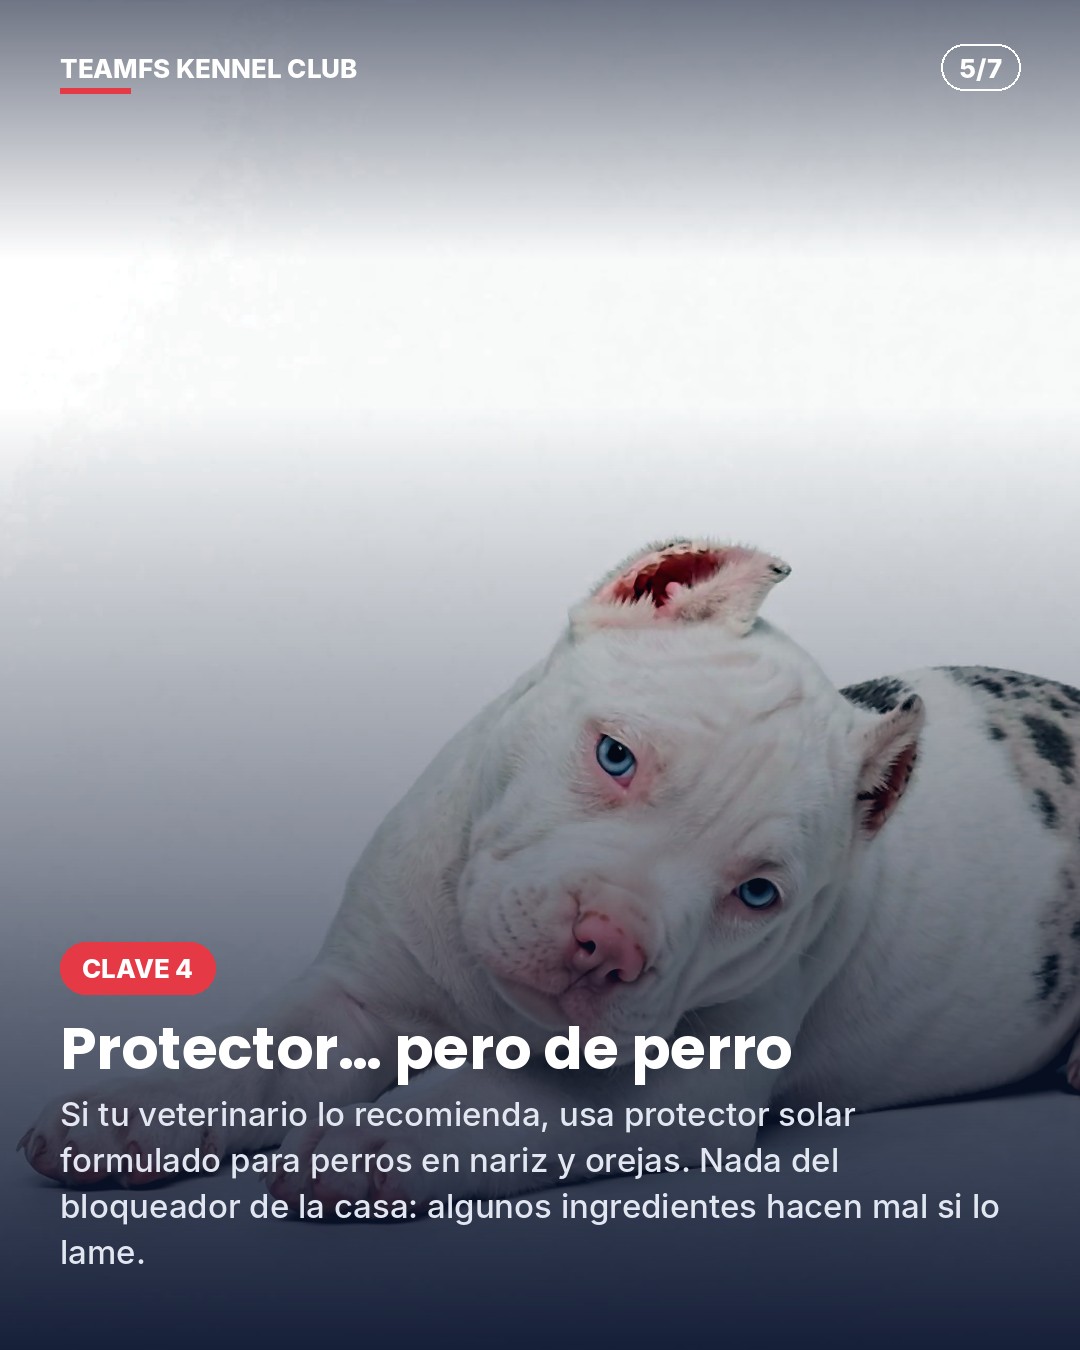 TEAMFS KENNEL CLUB
5/7
CLAVE 4
Protector... pero de perro
Si tu veterinario lo recomienda, usa protector solar
formulado para perros en nariz y orejas. Nada del
bloqueador de la casa: algunos ingredientes hacen mal si lo
lame.